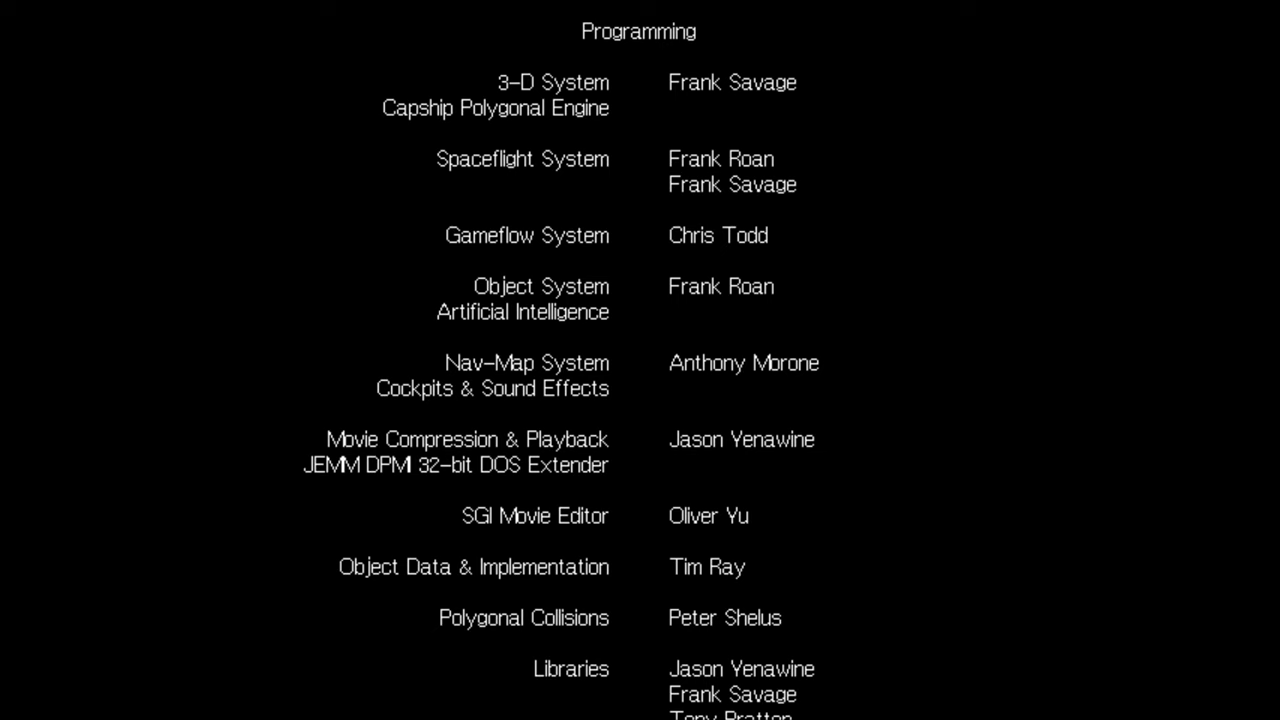 Programming
3-D System Frank Savage
Capship Polygonal Engine
Spaceflight System Frank Roan
Frank Savage
Gameflow System Chris Todd
Object System Frank Roan
Artificial Intelligence
Nav-Map System Anthony Morone
Cockpits & Sound Effects
Movie Compression & Playback Jason Yenawine
JEMM DPMI 32-bit DOS Extender
SGI Movie Editor Oliver Yu
Object Data & Implementation Tim Ray
Polygonal Collisions Peter Shelus
Libraries Jason Yenawine
Frank Savage
Tony